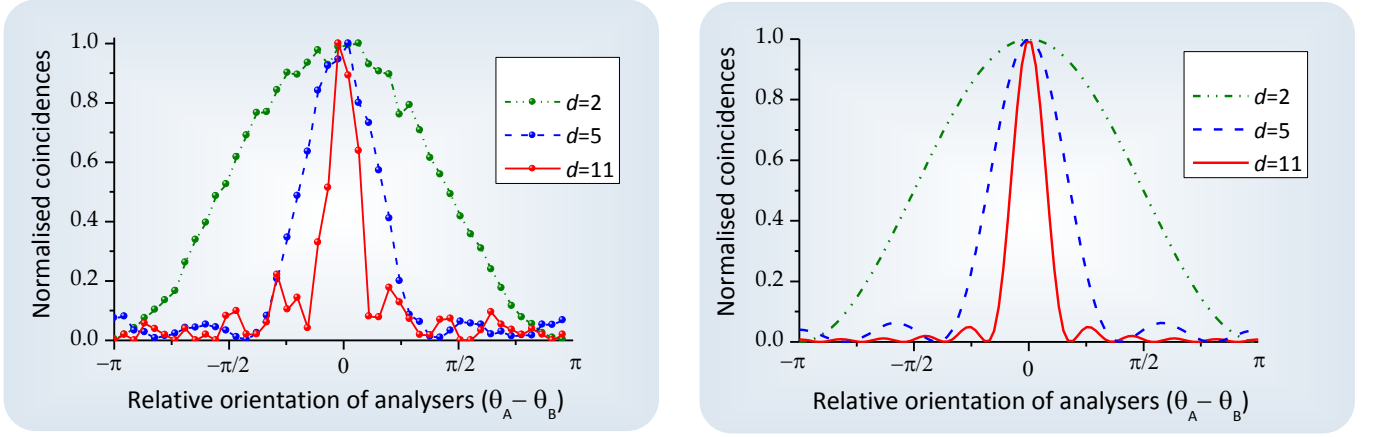 Normalised coincidences
1.0
0.8
0.6
0.4
0.2
0.0
−π
−π/2
0
π/2
π
Relative orientation of analysers (θA− θB)
d=2
d=5
d=11
Normalised coincidences
1.0
0.8
0.6
0.4
0.2
0.0
−π
−π/2
0
π/2
π
Relative orientation of analysers (θA− θB)
d=2
d=5
d=11